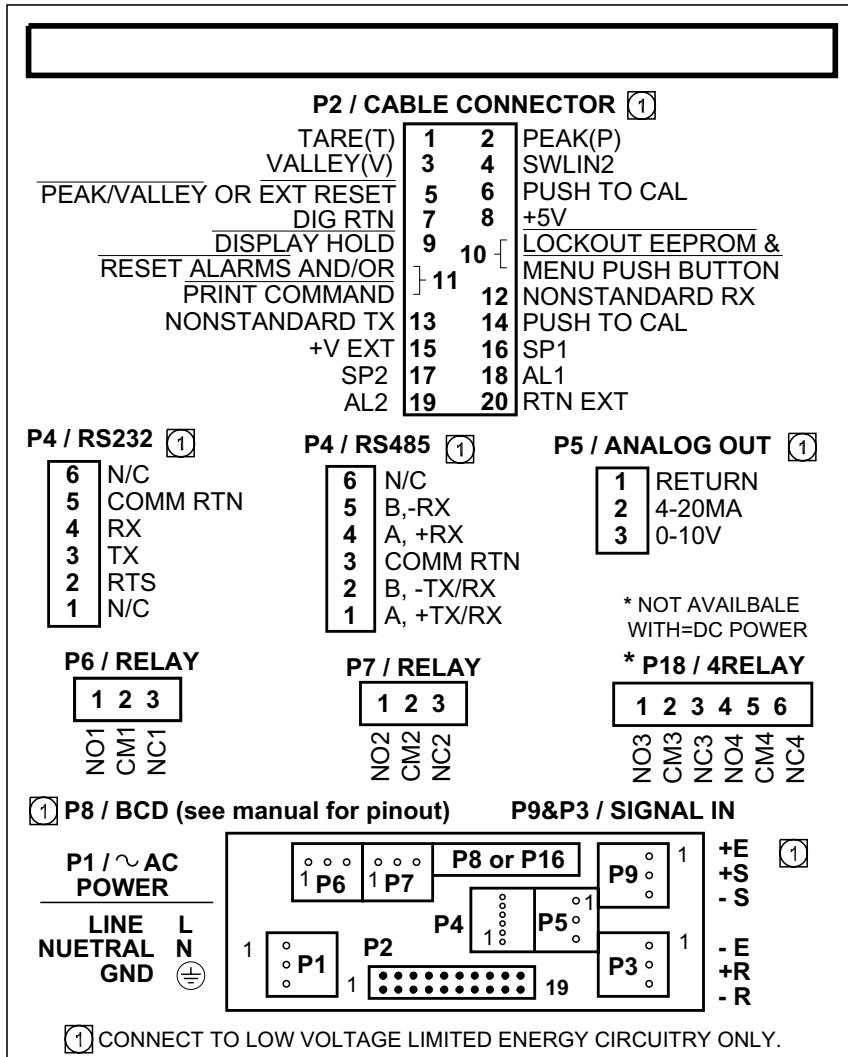 P2 / CABLE CONNECTOR 1
TARE(T) 1 2 PEAK(P)
VALLEY(V) 3 4 SWLIN2
PEAK/VALLEY OR EXT RESET 5 6 PUSH TO CAL
DIG RTN 7 8 +5V
DISPLAY HOLD 9 10 LOCKOUT EEPROM &
MENU PUSH BUTTON
RESET ALARMS AND/OR
PRINT COMMAND 11
12 NONSTANDARD RX
NONSTANDARD TX 13 14 PUSH TO CAL
+V EXT 15 16 SP1
SP2 17 18 AL1
AL2 19 20 RTN EXT
P4 / RS232 1
6 N/C
5 COMM RTN
4 RX
3 TX
2 RTS
1 N/C
P4 / RS485 1
6 N/C
5 B,-RX
4 A, +RX
3 COMM RTN
2 B, -TX/RX
1 A, +TX/RX
P5 / ANALOG OUT 1
1 RETURN
2 4-20MA
3 0-10V
* NOT AVAILBALE
WITH=DC POWER
P6 / RELAY
1 2 3
NO1 CM1 NC1
P7 / RELAY
1 2 3
NO2 CM2 NC2
* P18 / 4RELAY
1 2 3 4 5 6
NO3 CM3 NC3 NO4 CM4 NC4
1 P8 / BCD (see manual for pinout)
P9&P3 / SIGNAL IN
P1 / ~ AC
POWER
LINE L
NUETRAL N
GND
1 P6
1 P7
P8 or P16
P9 1
+E 1
+S
- S
P4 1
P5 1
1 P1
P2
1 19
P3 1
- E
+R
- R
1 CONNECT TO LOW VOLTAGE LIMITED ENERGY CIRCUITRY ONLY.